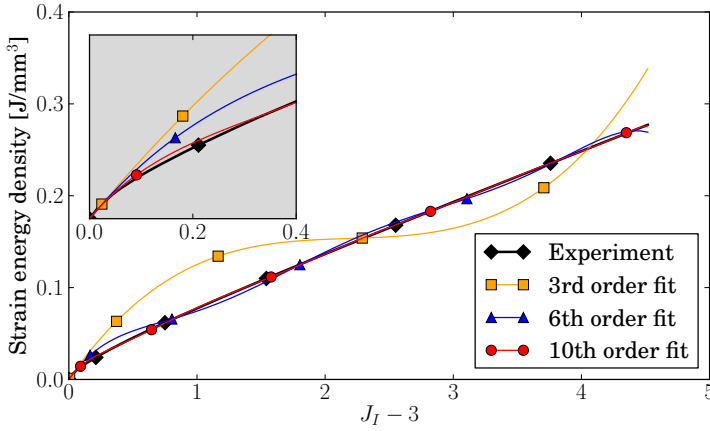 0.4
0.3
0.2
0.1
0.0
Strain energy density [J/mm³]
0.0
0.2
0.4
Experiment
3rd order fit
6th order fit
10th order fit
1
2
3
4
5
J_I − 3